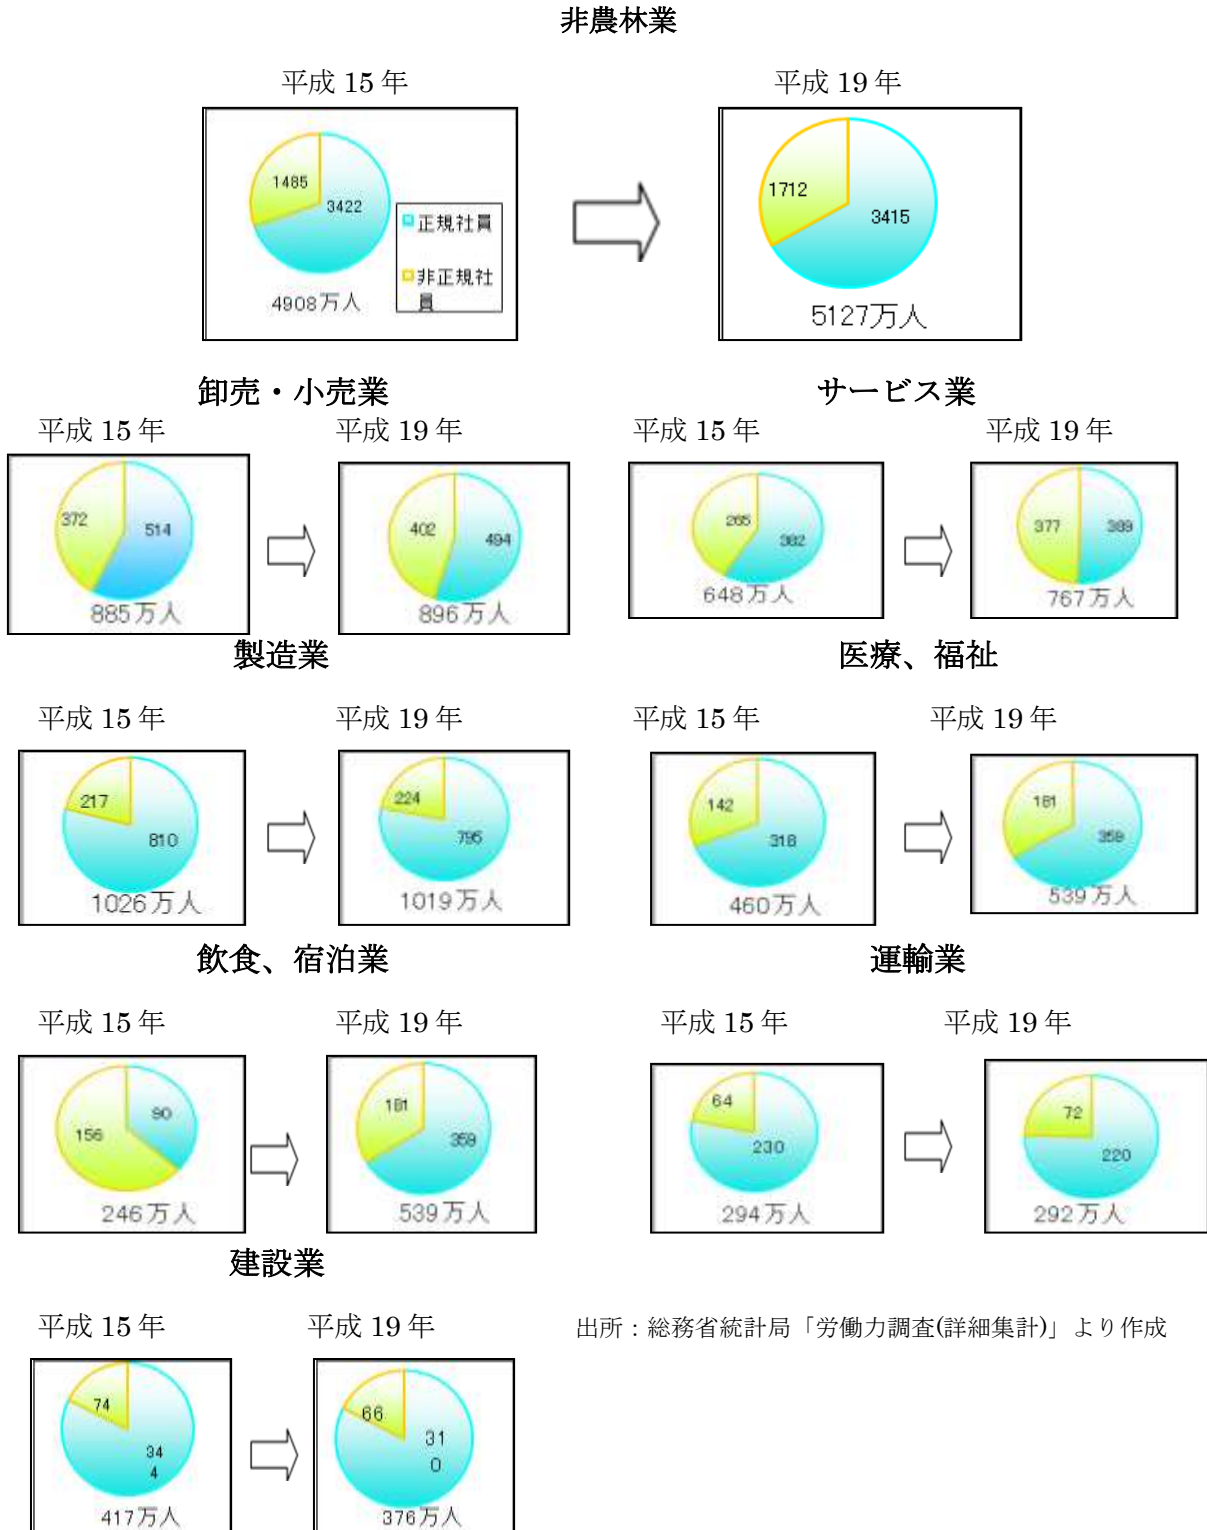 非農林業
平成 15 年
平成 19 年
1485
3422
正規社員
非正規社
員
4908万人
1712
3415
5127万人
卸売・小売業
サービス業
平成 15 年
平成 19 年
平成 15 年
平成 19 年
372
514
885万人
402
494
896万人
265
382
648万人
377
389
767万人
製造業
医療、福祉
平成 15 年
平成 19 年
平成 15 年
平成 19 年
217
810
1026万人
224
795
1019万人
142
318
460万人
181
359
539万人
飲食、宿泊業
運輸業
平成 15 年
平成 19 年
平成 15 年
平成 19 年
156
90
246万人
181
359
539万人
64
230
294万人
72
220
292万人
建設業
平成 15 年
平成 19 年
出所：総務省統計局「労働力調査(詳細集計)」より作成
74
34
4
417万人
66
31
0
376万人